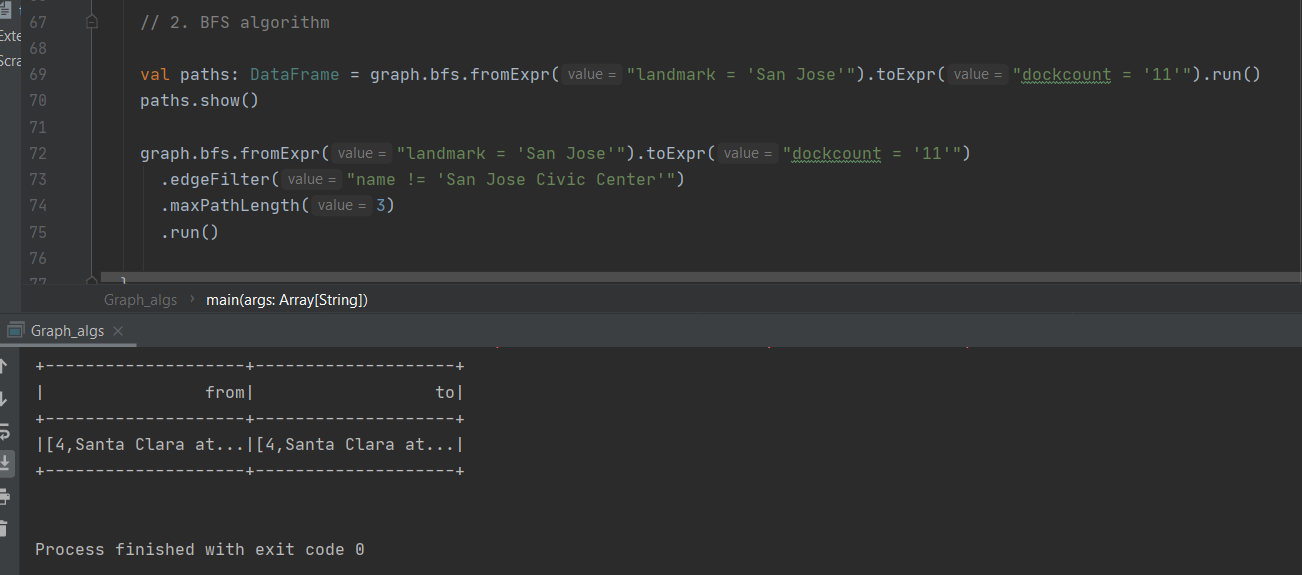 67 // 2. BFS algorithm
Exte
68
Scra
69 val paths: DataFrame = graph.bfs.fromExpr( value = "landmark = 'San Jose'").toExpr( value = "dockcount = '11'").run()
70 paths.show()
71
72 graph.bfs.fromExpr( value = "landmark = 'San Jose'").toExpr( value = "dockcount = '11'")
73 .edgeFilter( value = "name != 'San Jose Civic Center'")
74 .maxPathLength( value = 3)
75 .run()
76
77 }
Graph_algs › main(args: Array[String])
Graph_algs ×
+--------------------+--------------------+
|                from|                  to|
+--------------------+--------------------+
|[4,Santa Clara at...|[4,Santa Clara at...|
+--------------------+--------------------+
Process finished with exit code 0